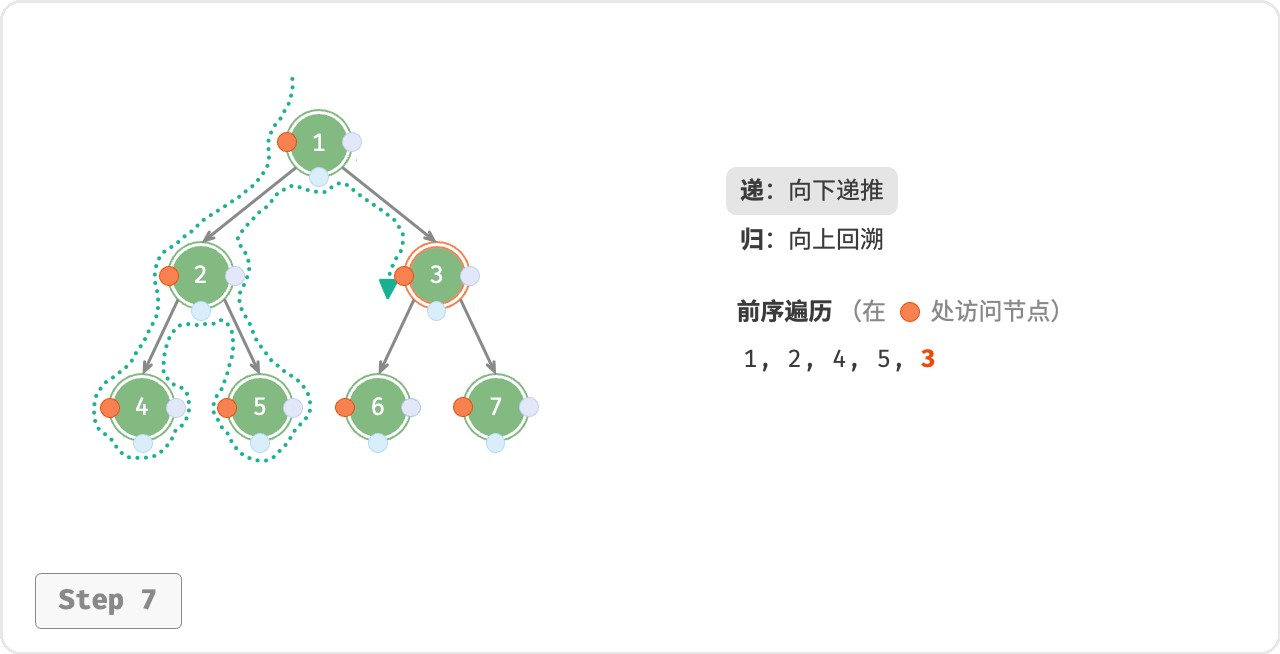 1
2
3
4
5
6
7
递：向下递推
归：向上回溯
前序遍历 （在 处访问节点）
1, 2, 4, 5, 3
Step 7